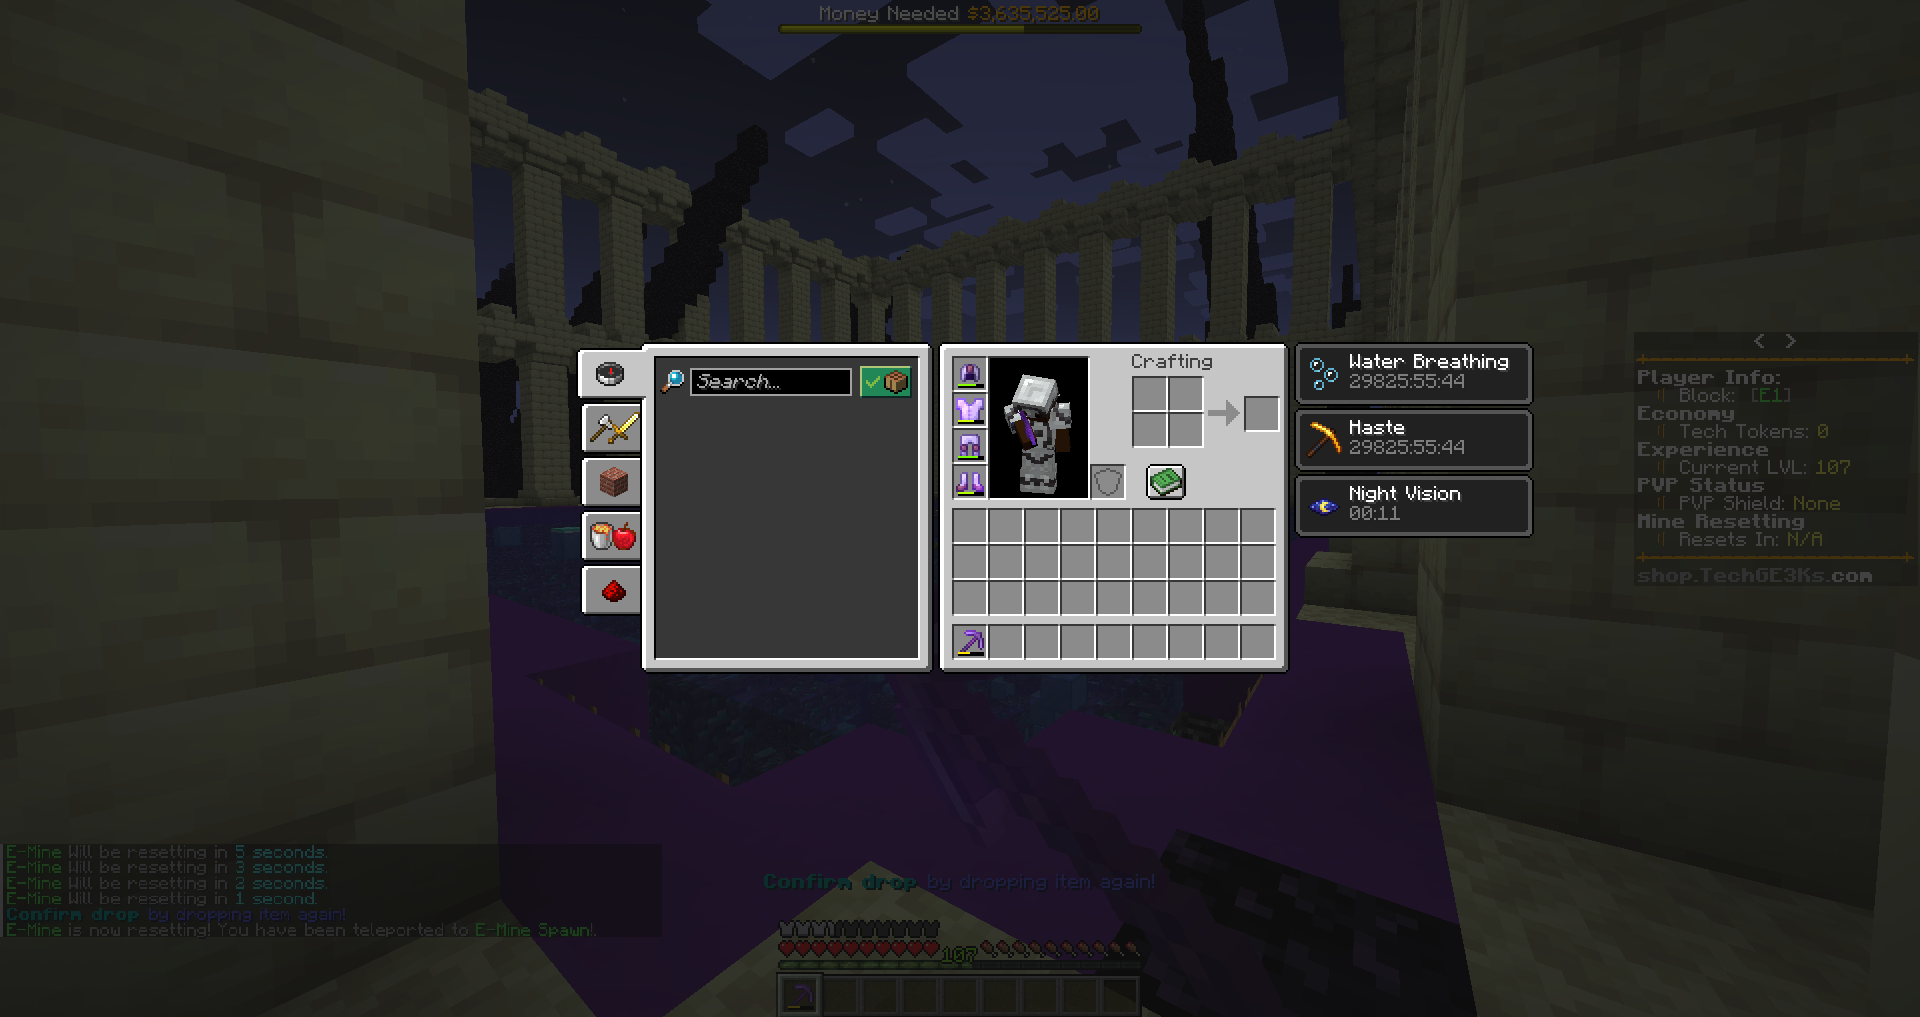 Money Needed $3,635,525.00
Search...
Crafting
Water Breathing
29825:55:44
Haste
29825:55:44
Night Vision
00:11
< >
Player Info:
Block: [E1]
Economy
Tech Tokens: 0
Experience
Current LVL: 107
PVP Status
PVP Shield: None
Mine Resetting
Resets In: N/A
shop.TechGE3Ks.com
E-Mine Will be resetting in 5 seconds.
E-Mine Will be resetting in 3 seconds.
E-Mine Will be resetting in 2 seconds.
E-Mine Will be resetting in 1 second.
Confirm drop by dropping item again!
E-Mine is now resetting! You have been teleported to E-Mine Spawn!.
Confirm drop by dropping item again!
107